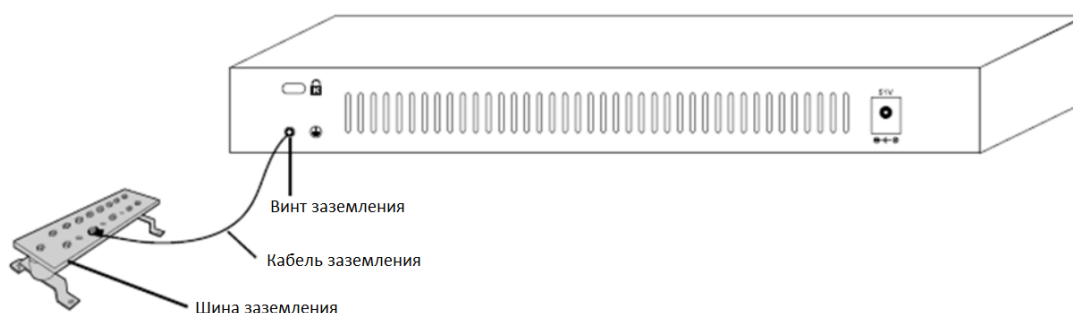 51V
Винт заземления
Кабель заземления
Шина заземления